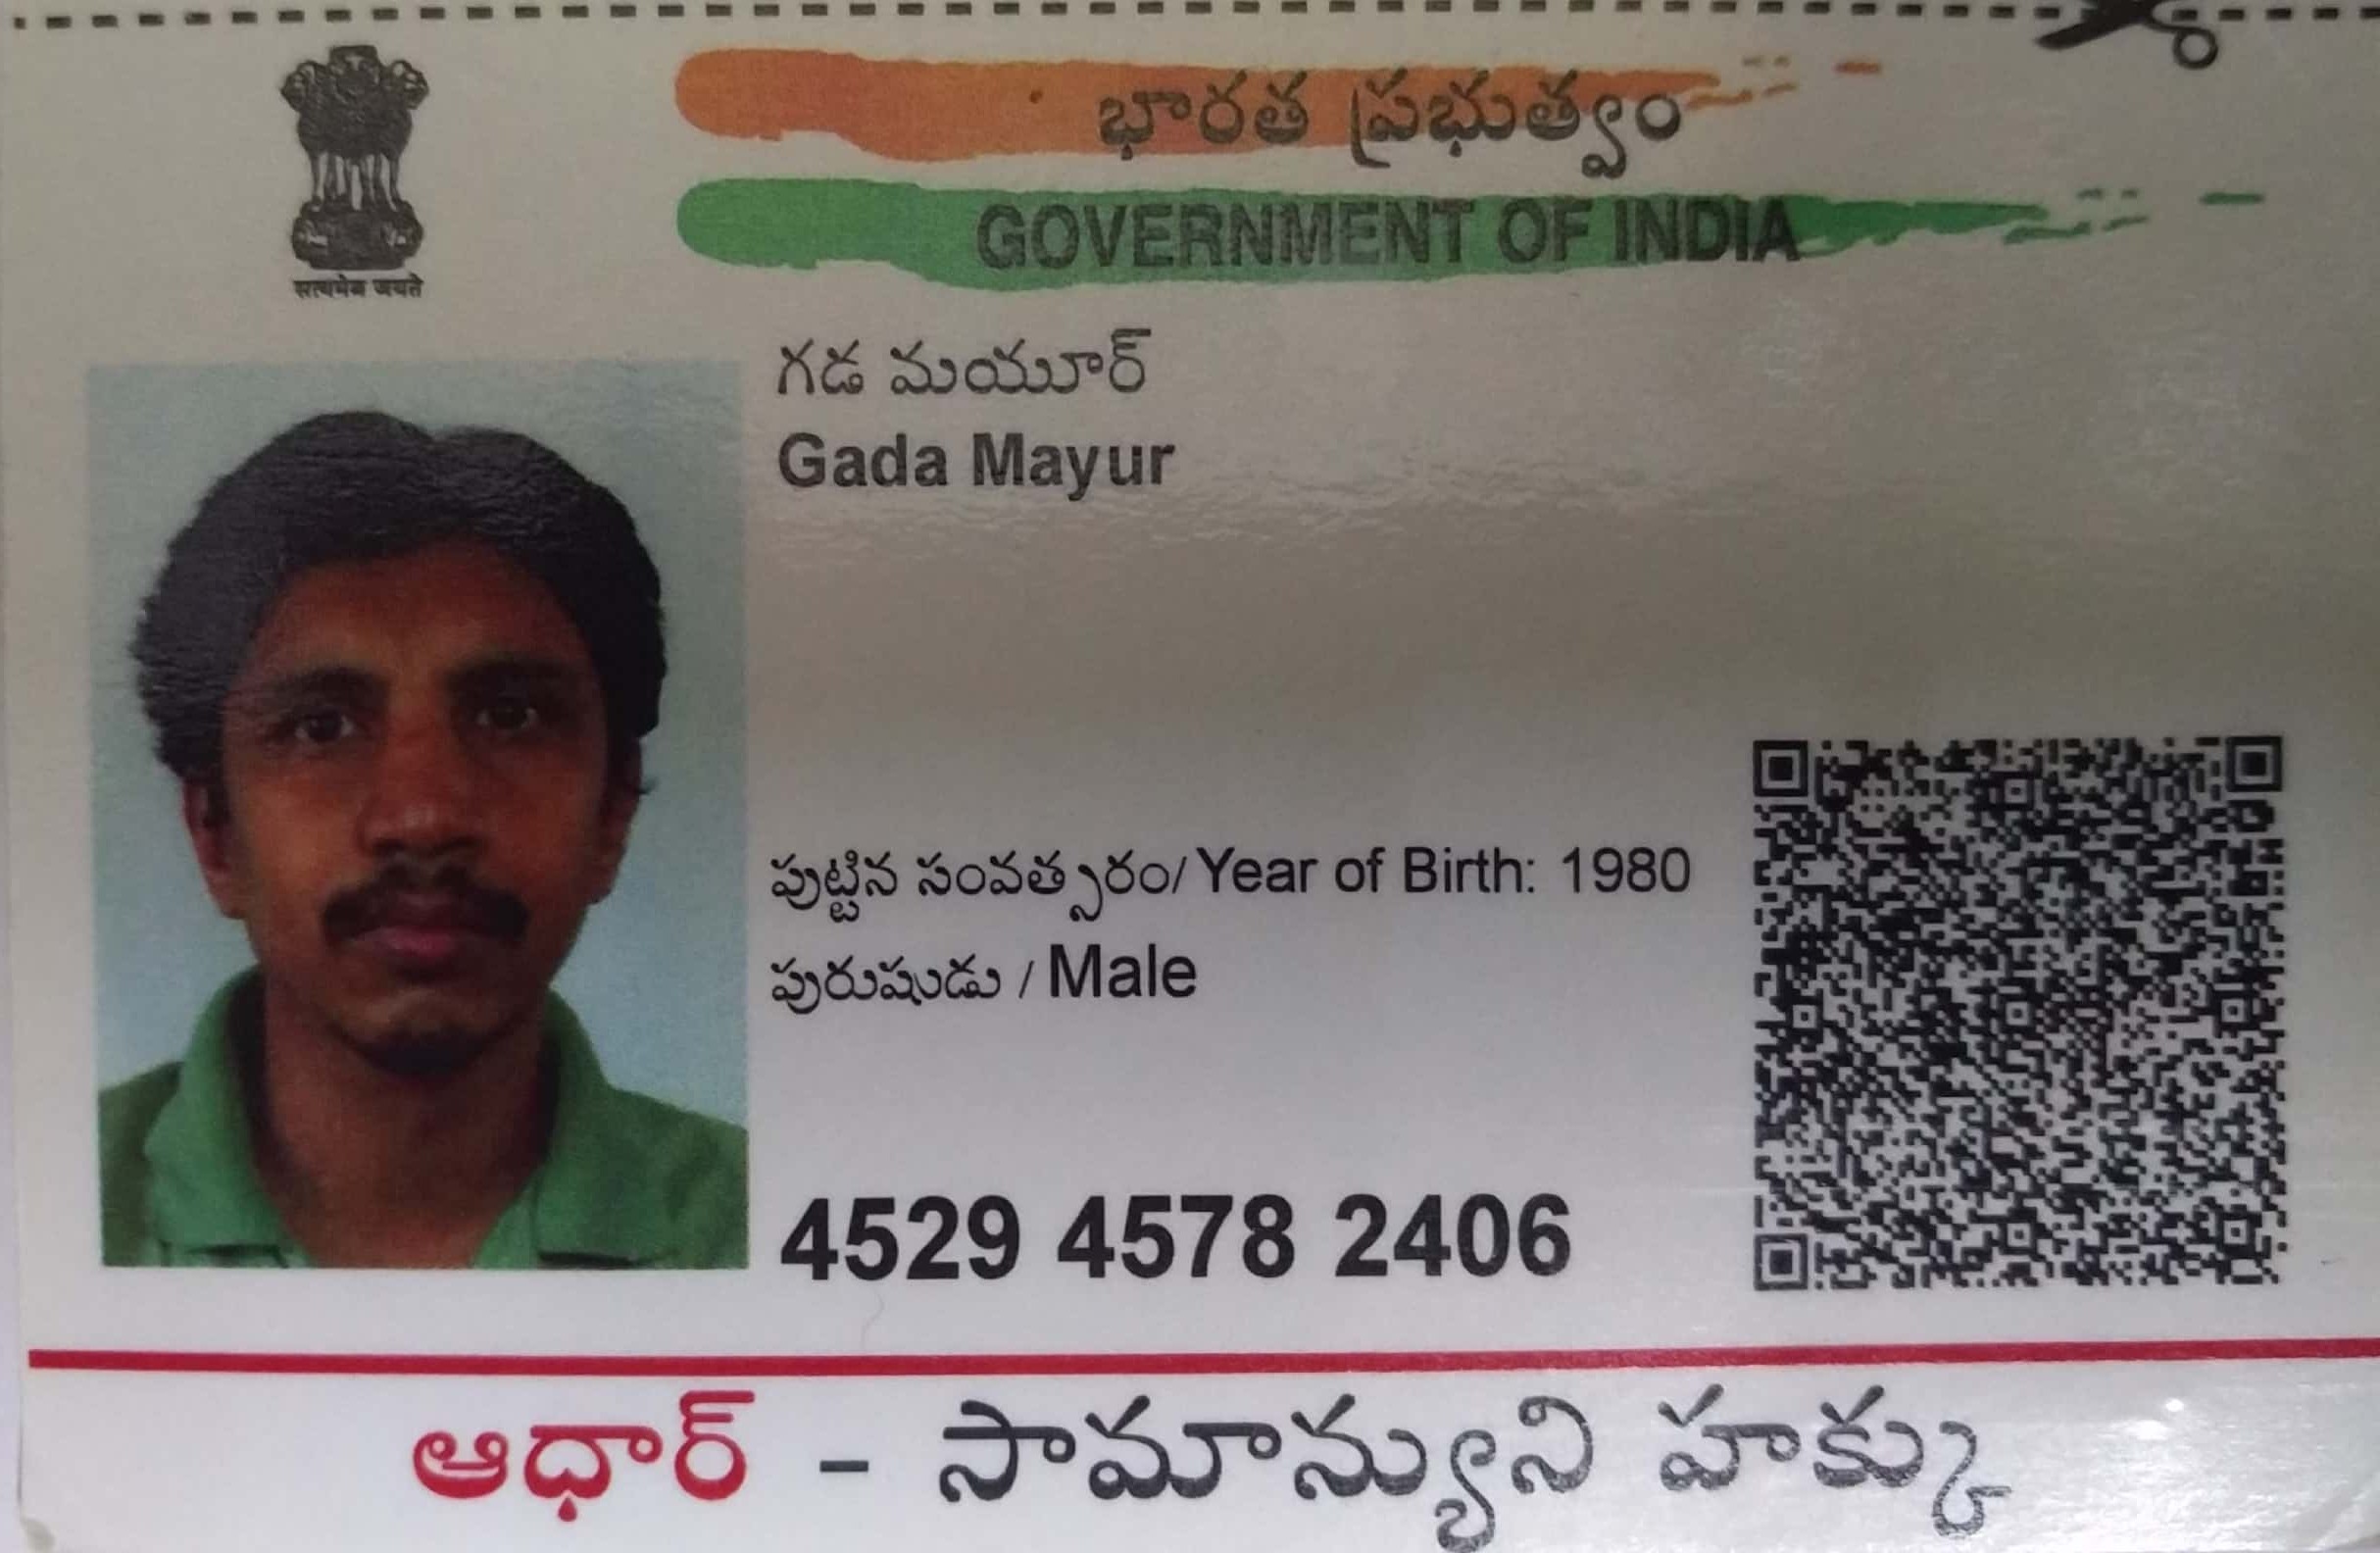 భారత ప్రభుత్వం
GOVERNMENT OF INDIA
सत्यमेव जयते
గడ మయూర్
Gada Mayur
పుట్టిన సంవత్సరం/ Year of Birth: 1980
పురుషుడు / Male
4529 4578 2406
ఆధార్ - సామాన్యుని హక్కు